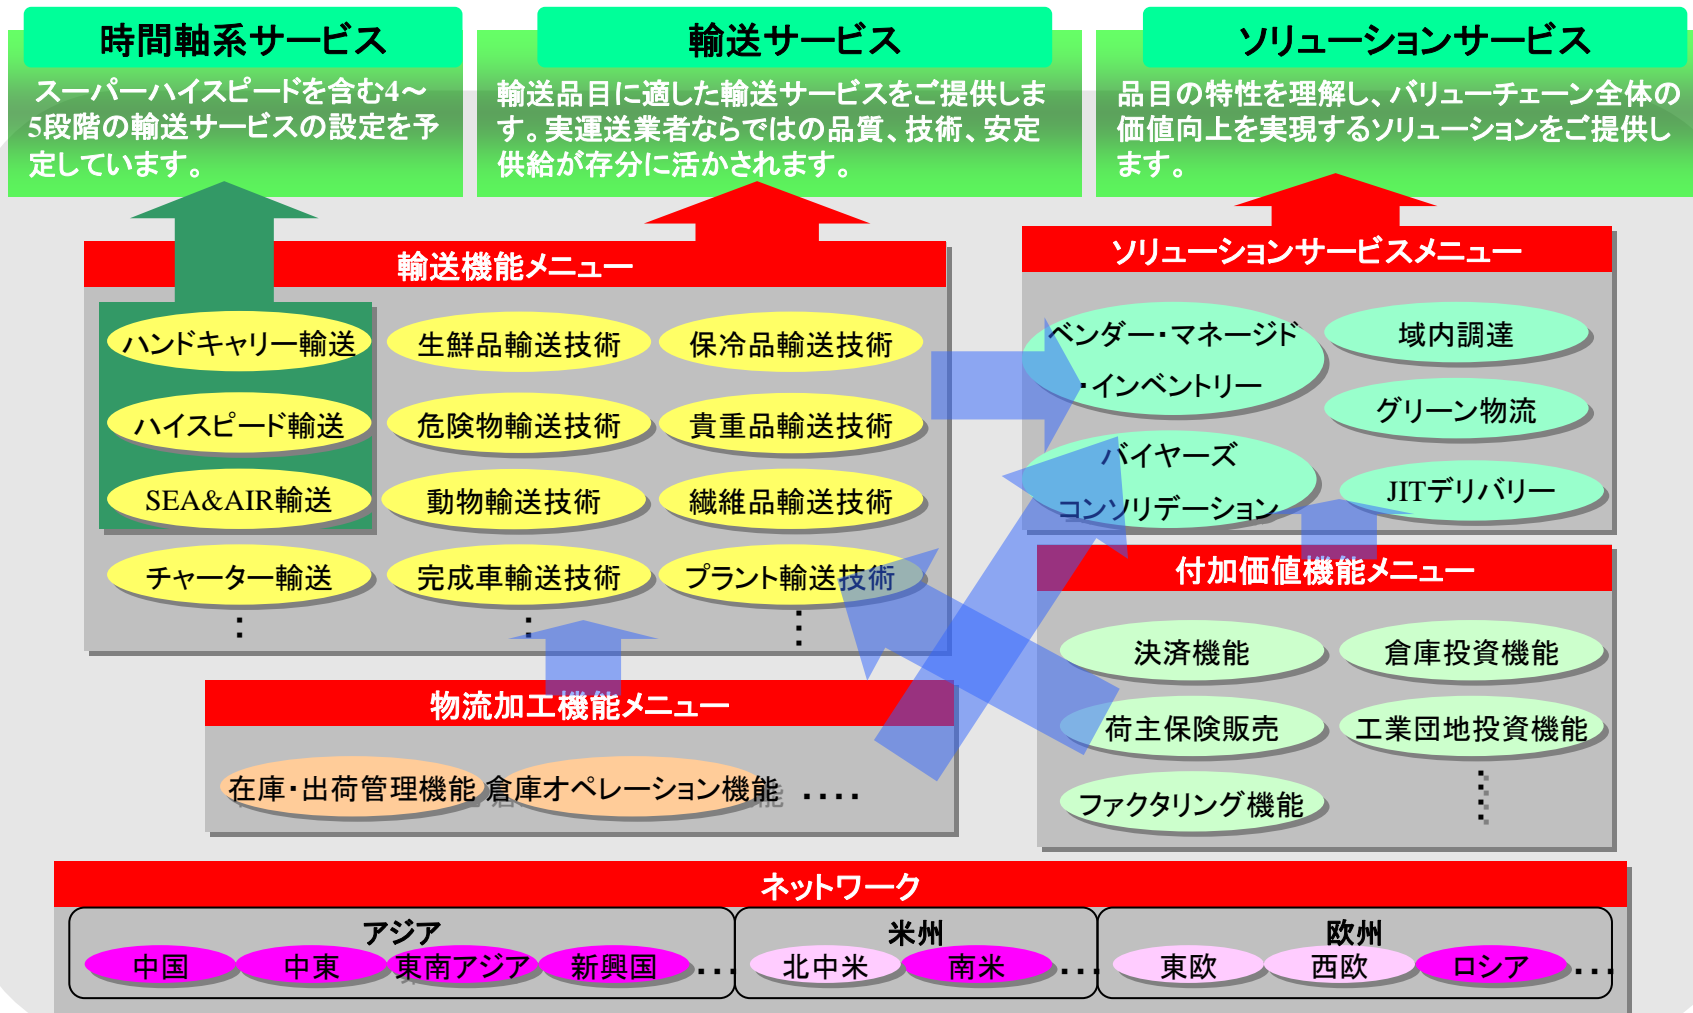 時間軸系サービス
スーパーハイスピードを含む4～
5段階の輸送サービスの設定を予
定しています。
輸送サービス
輸送品目に適した輸送サービスをご提供しま
す。実運送業者ならではの品質、技術、安定
供給が存分に活かされます。
ソリューションサービス
品目の特性を理解し、バリューチェーン全体の
価値向上を実現するソリューションをご提供し
ます。
輸送機能メニュー
ハンドキャリー輸送
生鮮品輸送技術
保冷品輸送技術
ハイスピード輸送
危険物輸送技術
貴重品輸送技術
SEA&AIR輸送
動物輸送技術
繊維品輸送技術
チャーター輸送
完成車輸送技術
プラント輸送技術
：
：
⋮
ソリューションサービスメニュー
ベンダー・マネージド
・インベントリー
域内調達
グリーン物流
バイヤーズ
コンソリデーション
JITデリバリー
付加価値機能メニュー
決済機能
倉庫投資機能
荷主保険販売
工業団地投資機能
ファクタリング機能
⋮
物流加工機能メニュー
在庫・出荷管理機能
倉庫オペレーション機能
....
ネットワーク
アジア
中国
中東
東南アジア
新興国
...
米州
北中米
南米
...
欧州
東欧
西欧
ロシア
...